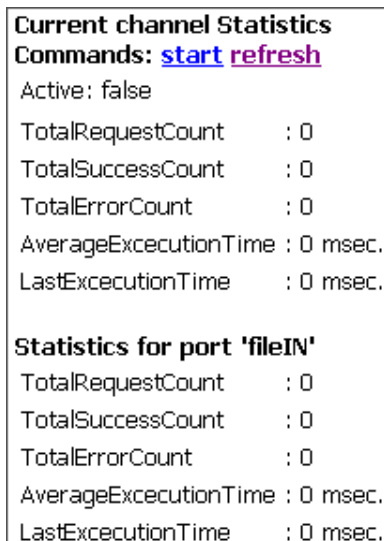 Current channel Statistics
Commands: start refresh
Active: false
TotalRequestCount : 0
TotalSuccessCount : 0
TotalErrorCount : 0
AverageExcecutionTime : 0 msec.
LastExcecutionTime : 0 msec.
Statistics for port 'fileIN'
TotalRequestCount : 0
TotalSuccessCount : 0
TotalErrorCount : 0
AverageExcecutionTime : 0 msec.
LastExcecutionTime : 0 msec.